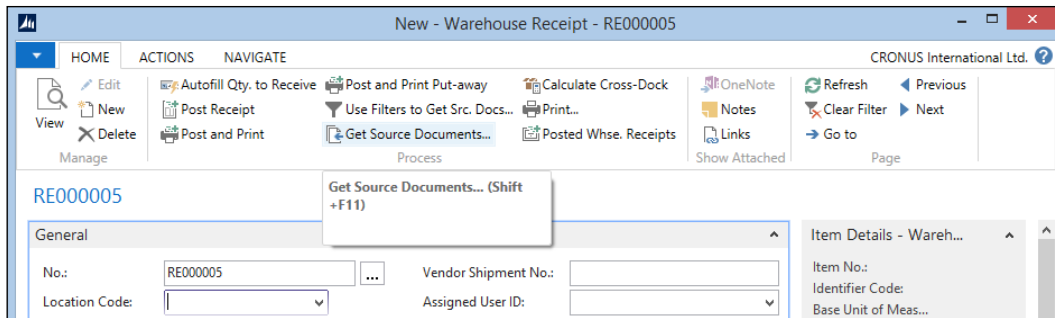 New - Warehouse Receipt - RE000005
HOME ACTIONS NAVIGATE CRONUS International Ltd.
View
Edit
New
Delete
Manage
Autofill Qty. to Receive
Post Receipt
Post and Print
Post and Print Put-away
Use Filters to Get Src. Docs...
Get Source Documents...
Calculate Cross-Dock
Print...
Posted Whse. Receipts
Process
OneNote
Notes
Links
Show Attached
Refresh
Clear Filter
Go to
Previous
Next
Page
Get Source Documents... (Shift
+F11)
RE000005
General
No.: RE000005 ...
Vendor Shipment No.:
Location Code:
Assigned User ID:
Item Details - Wareh...
Item No.:
Identifier Code:
Base Unit of Meas...